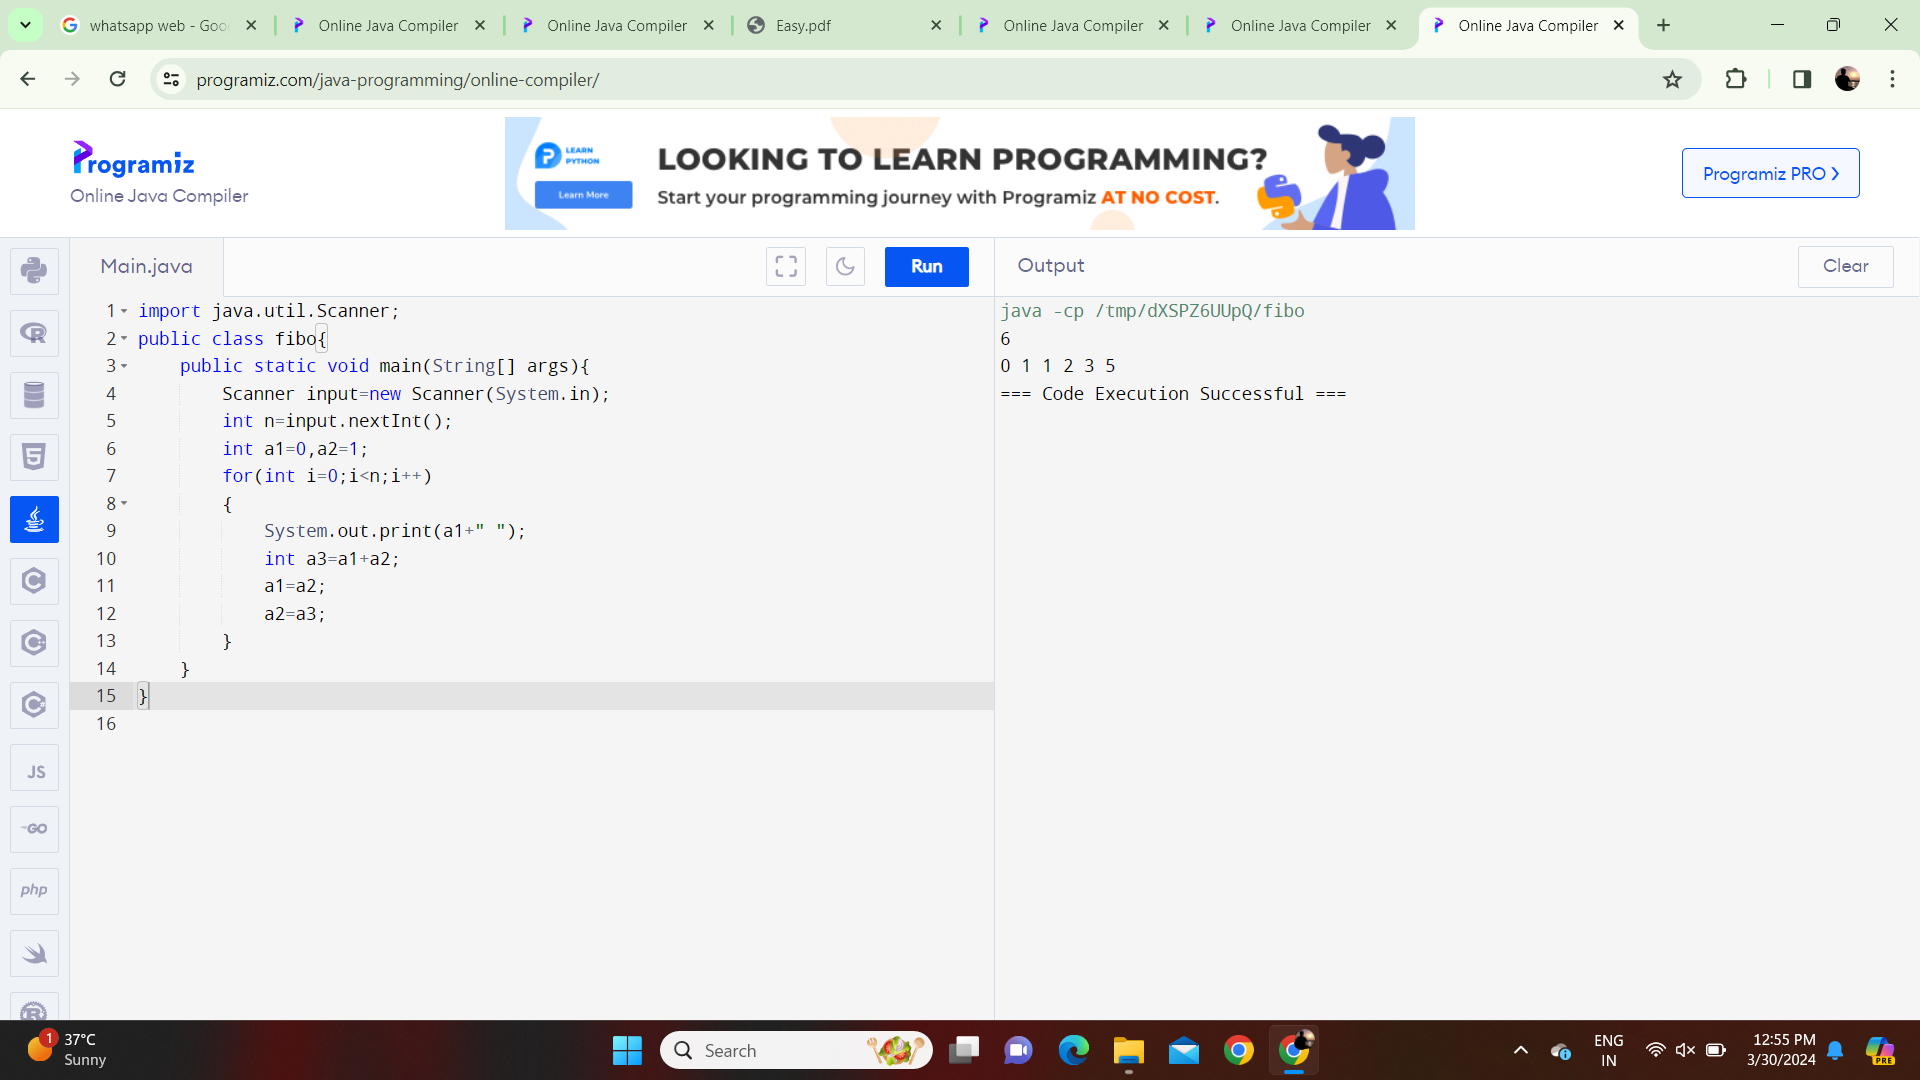 whatsapp web - Goo
Online Java Compiler
Online Java Compiler
Easy.pdf
Online Java Compiler
Online Java Compiler
Online Java Compiler
programiz.com/java-programming/online-compiler/
Programiz
Online Java Compiler
LEARN
PYTHON
Learn More
LOOKING TO LEARN PROGRAMMING?
Start your programming journey with Programiz AT NO COST.
Programiz PRO
Main.java
Run
Output
Clear
1 import java.util.Scanner;
2 public class fibo{
3 public static void main(String[] args){
4 Scanner input=new Scanner(System.in);
5 int n=input.nextInt();
6 int a1=0,a2=1;
7 for(int i=0;i<n;i++)
8 {
9 System.out.print(a1+" ");
10 int a3=a1+a2;
11 a1=a2;
12 a2=a3;
13 }
14 }
15 }
16
java -cp /tmp/dXSPZ6UUpQ/fibo
6
0 1 1 2 3 5
=== Code Execution Successful ===
JS
GO
php
1
37°C
Sunny
Search
ENG
IN
12:55 PM
3/30/2024
PRE